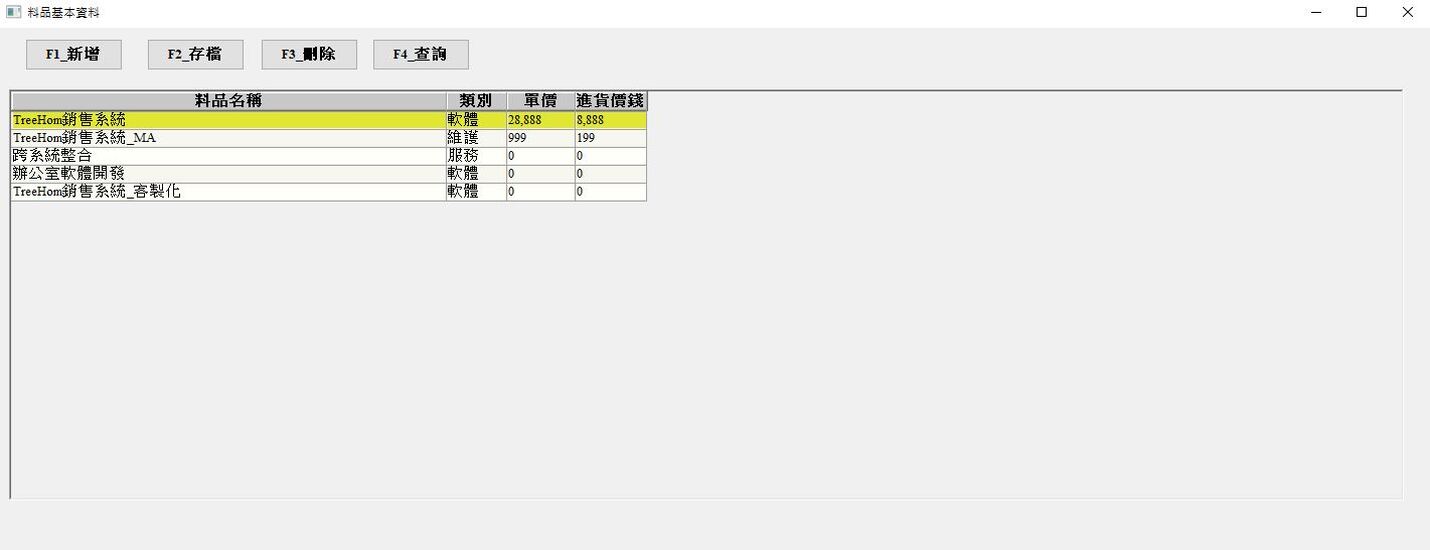 料品基本資料
F1_新增 F2_存檔 F3_刪除 F4_查詢
料品名稱 類別 單價 進貨價錢
TreeHom銷售系統 軟體 28,888 8,888
TreeHom銷售系統_MA 維護 999 199
跨系統整合 服務 0 0
辦公室軟體開發 軟體 0 0
TreeHom銷售系統_客製化 軟體 0 0